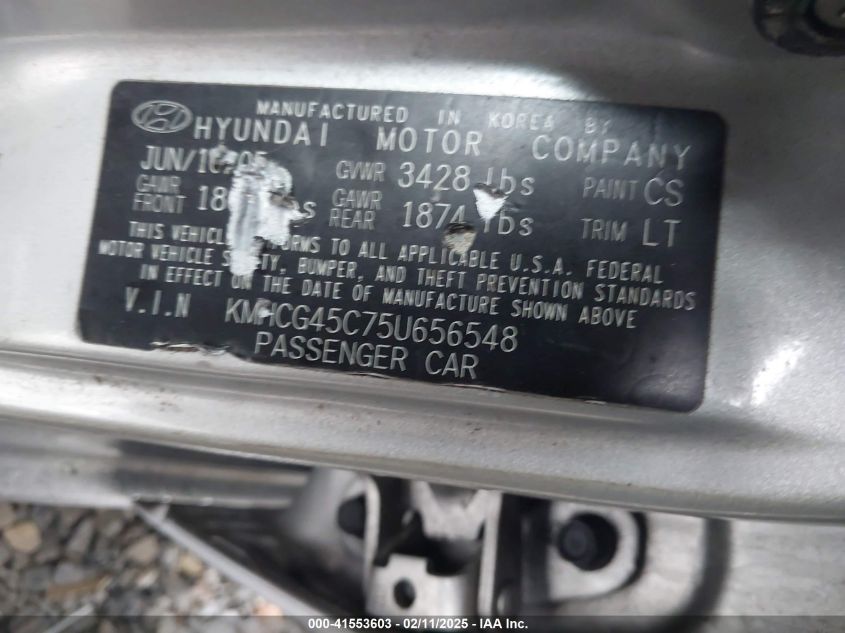 MANUFACTURED IN KOREA BY
HYUNDAI MOTOR COMPANY
GVWR 3428 lbs PAINT CS
GAWR FRONT GAWR REAR 1874 lbs TRIM LT
THIS VEHICLE TO ALL APPLICABLE U.S.A. FEDERAL
MOTOR VEHICLE BUMPER, AND THEFT PREVENTION STANDARDS
IN EFFECT ON THE DATE OF MANUFACTURE SHOWN ABOVE
V.I.N KMHCG45C75U656548
PASSENGER CAR
000-41553603 - 02/11/2025 - IAA Inc.